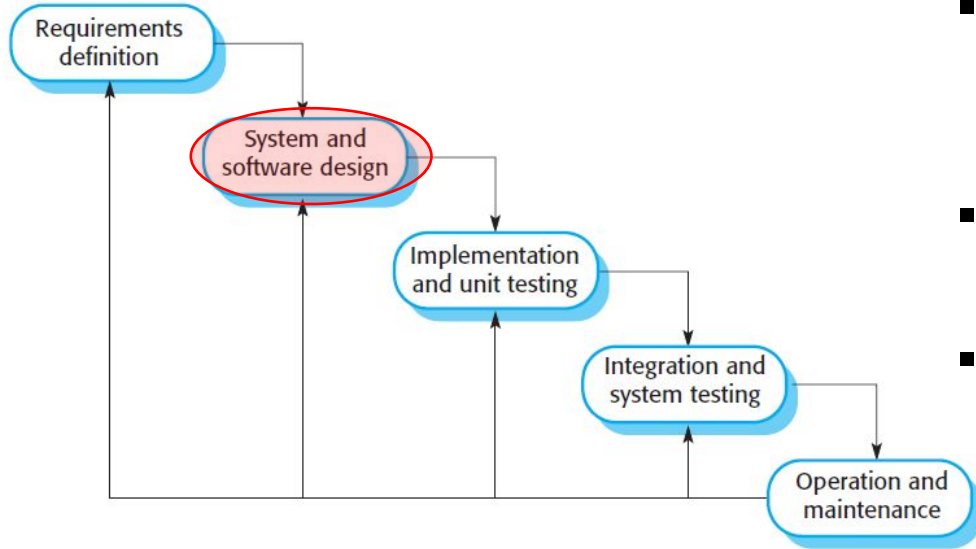 Requirements
definition
System and
software design
Implementation
and unit testing
Integration and
system testing
Operation and
maintenance